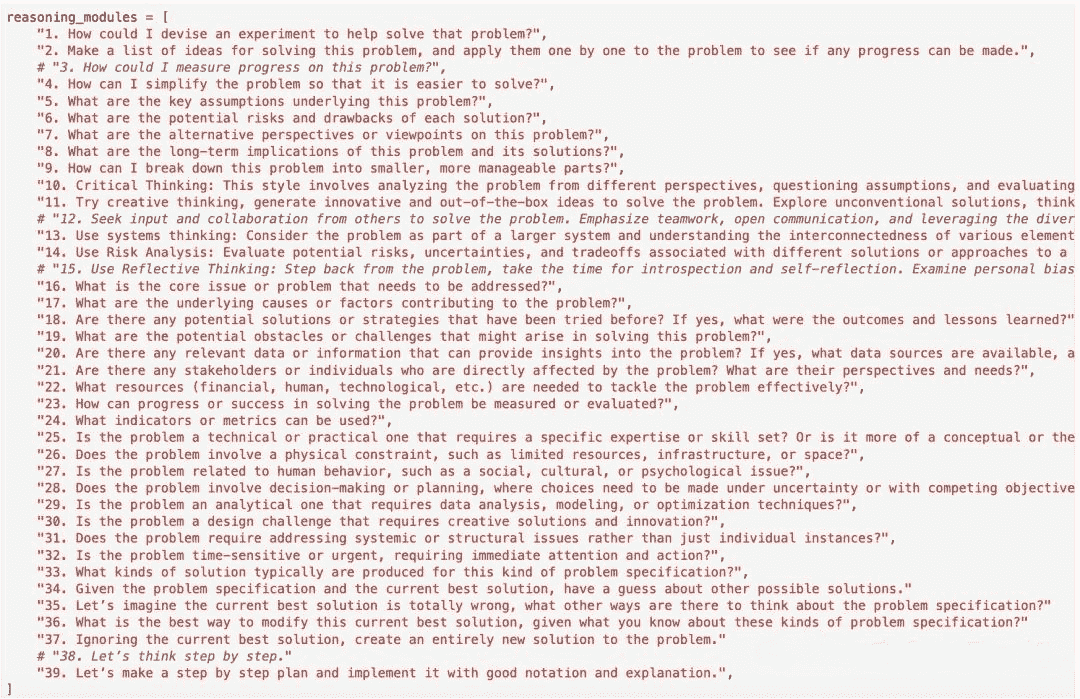 reasoning_modules = [
"1. How could I devise an experiment to help solve that problem?",
"2. Make a list of ideas for solving this problem, and apply them one by one to the problem to see if any progress can be made.",
# "3. How could I measure progress on this problem?",
"4. How can I simplify the problem so that it is easier to solve?",
"5. What are the key assumptions underlying this problem?",
"6. What are the potential risks and drawbacks of each solution?",
"7. What are the alternative perspectives or viewpoints on this problem?",
"8. What are the long-term implications of this problem and its solutions?",
"9. How can I break down this problem into smaller, more manageable parts?",
"10. Critical Thinking: This style involves analyzing the problem from different perspectives, questioning assumptions, and evaluating
"11. Try creative thinking, generate innovative and out-of-the-box ideas to solve the problem. Explore unconventional solutions, think
# "12. Seek input and collaboration from others to solve the problem. Emphasize teamwork, open communication, and leveraging the diver
"13. Use systems thinking: Consider the problem as part of a larger system and understanding the interconnectedness of various element
"14. Use Risk Analysis: Evaluate potential risks, uncertainties, and tradeoffs associated with different solutions or approaches to a
# "15. Use Reflective Thinking: Step back from the problem, take the time for introspection and self-reflection. Examine personal bias
"16. What is the core issue or problem that needs to be addressed?",
"17. What are the underlying causes or factors contributing to the problem?",
"18. Are there any potential solutions or strategies that have been tried before? If yes, what were the outcomes and lessons learned?"
"19. What are the potential obstacles or challenges that might arise in solving this problem?",
"20. Are there any relevant data or information that can provide insights into the problem? If yes, what data sources are available, a
"21. Are there any stakeholders or individuals who are directly affected by the problem? What are their perspectives and needs?",
"22. What resources (financial, human, technological, etc.) are needed to tackle the problem effectively?",
"23. How can progress or success in solving the problem be measured or evaluated?",
"24. What indicators or metrics can be used?",
"25. Is the problem a technical or practical one that requires a specific expertise or skill set? Or is it more of a conceptual or the
"26. Does the problem involve a physical constraint, such as limited resources, infrastructure, or space?",
"27. Is the problem related to human behavior, such as a social, cultural, or psychological issue?",
"28. Does the problem involve decision-making or planning, where choices need to be made under uncertainty or with competing objective
"29. Is the problem an analytical one that requires data analysis, modeling, or optimization techniques?",
"30. Is the problem a design challenge that requires creative solutions and innovation?",
"31. Does the problem require addressing systemic or structural issues rather than just individual instances?",
"32. Is the problem time-sensitive or urgent, requiring immediate attention and action?",
"33. What kinds of solution typically are produced for this kind of problem specification?",
"34. Given the problem specification and the current best solution, have a guess about other possible solutions."
"35. Let’s imagine the current best solution is totally wrong, what other ways are there to think about the problem specification?"
"36. What is the best way to modify this current best solution, given what you know about these kinds of problem specification?"
"37. Ignoring the current best solution, create an entirely new solution to the problem."
# "38. Let’s think step by step."
"39. Let’s make a step by step plan and implement it with good notation and explanation.",
]